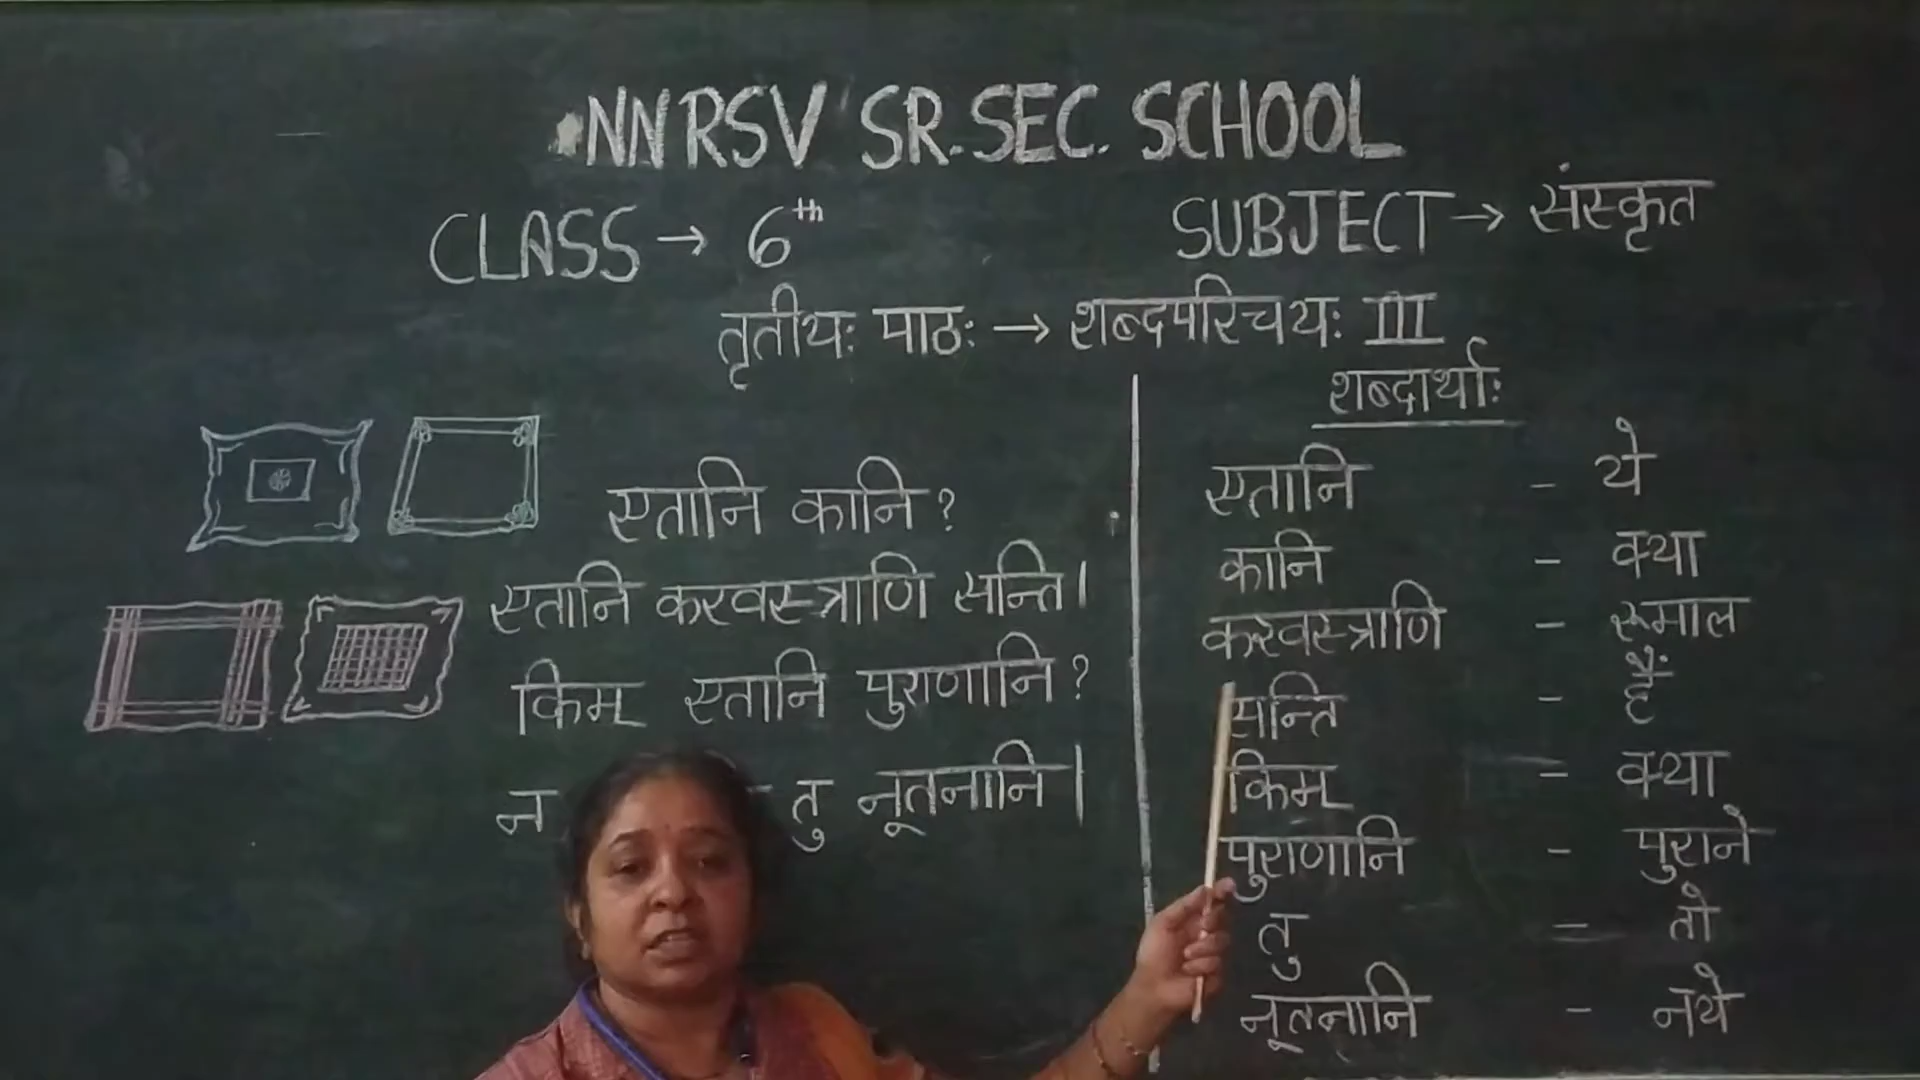 NNRSV SR.SEC. SCHOOL
CLASS → 6th
SUBJECT → संस्कृत
तृतीयः पाठः → शब्दपरिचयः III
एतानि कानि?
एतानि करवस्त्राणि सन्ति।
किम् एतानि पुराणानि?
न तु नूतनानि।
शब्दार्थाः
एतानि - ये
कानि - क्या
करवस्त्राणि - रूमाल
सन्ति - हैं
किम् - क्या
पुराणानि - पुराने
तु - तो
नूतनानि - नये